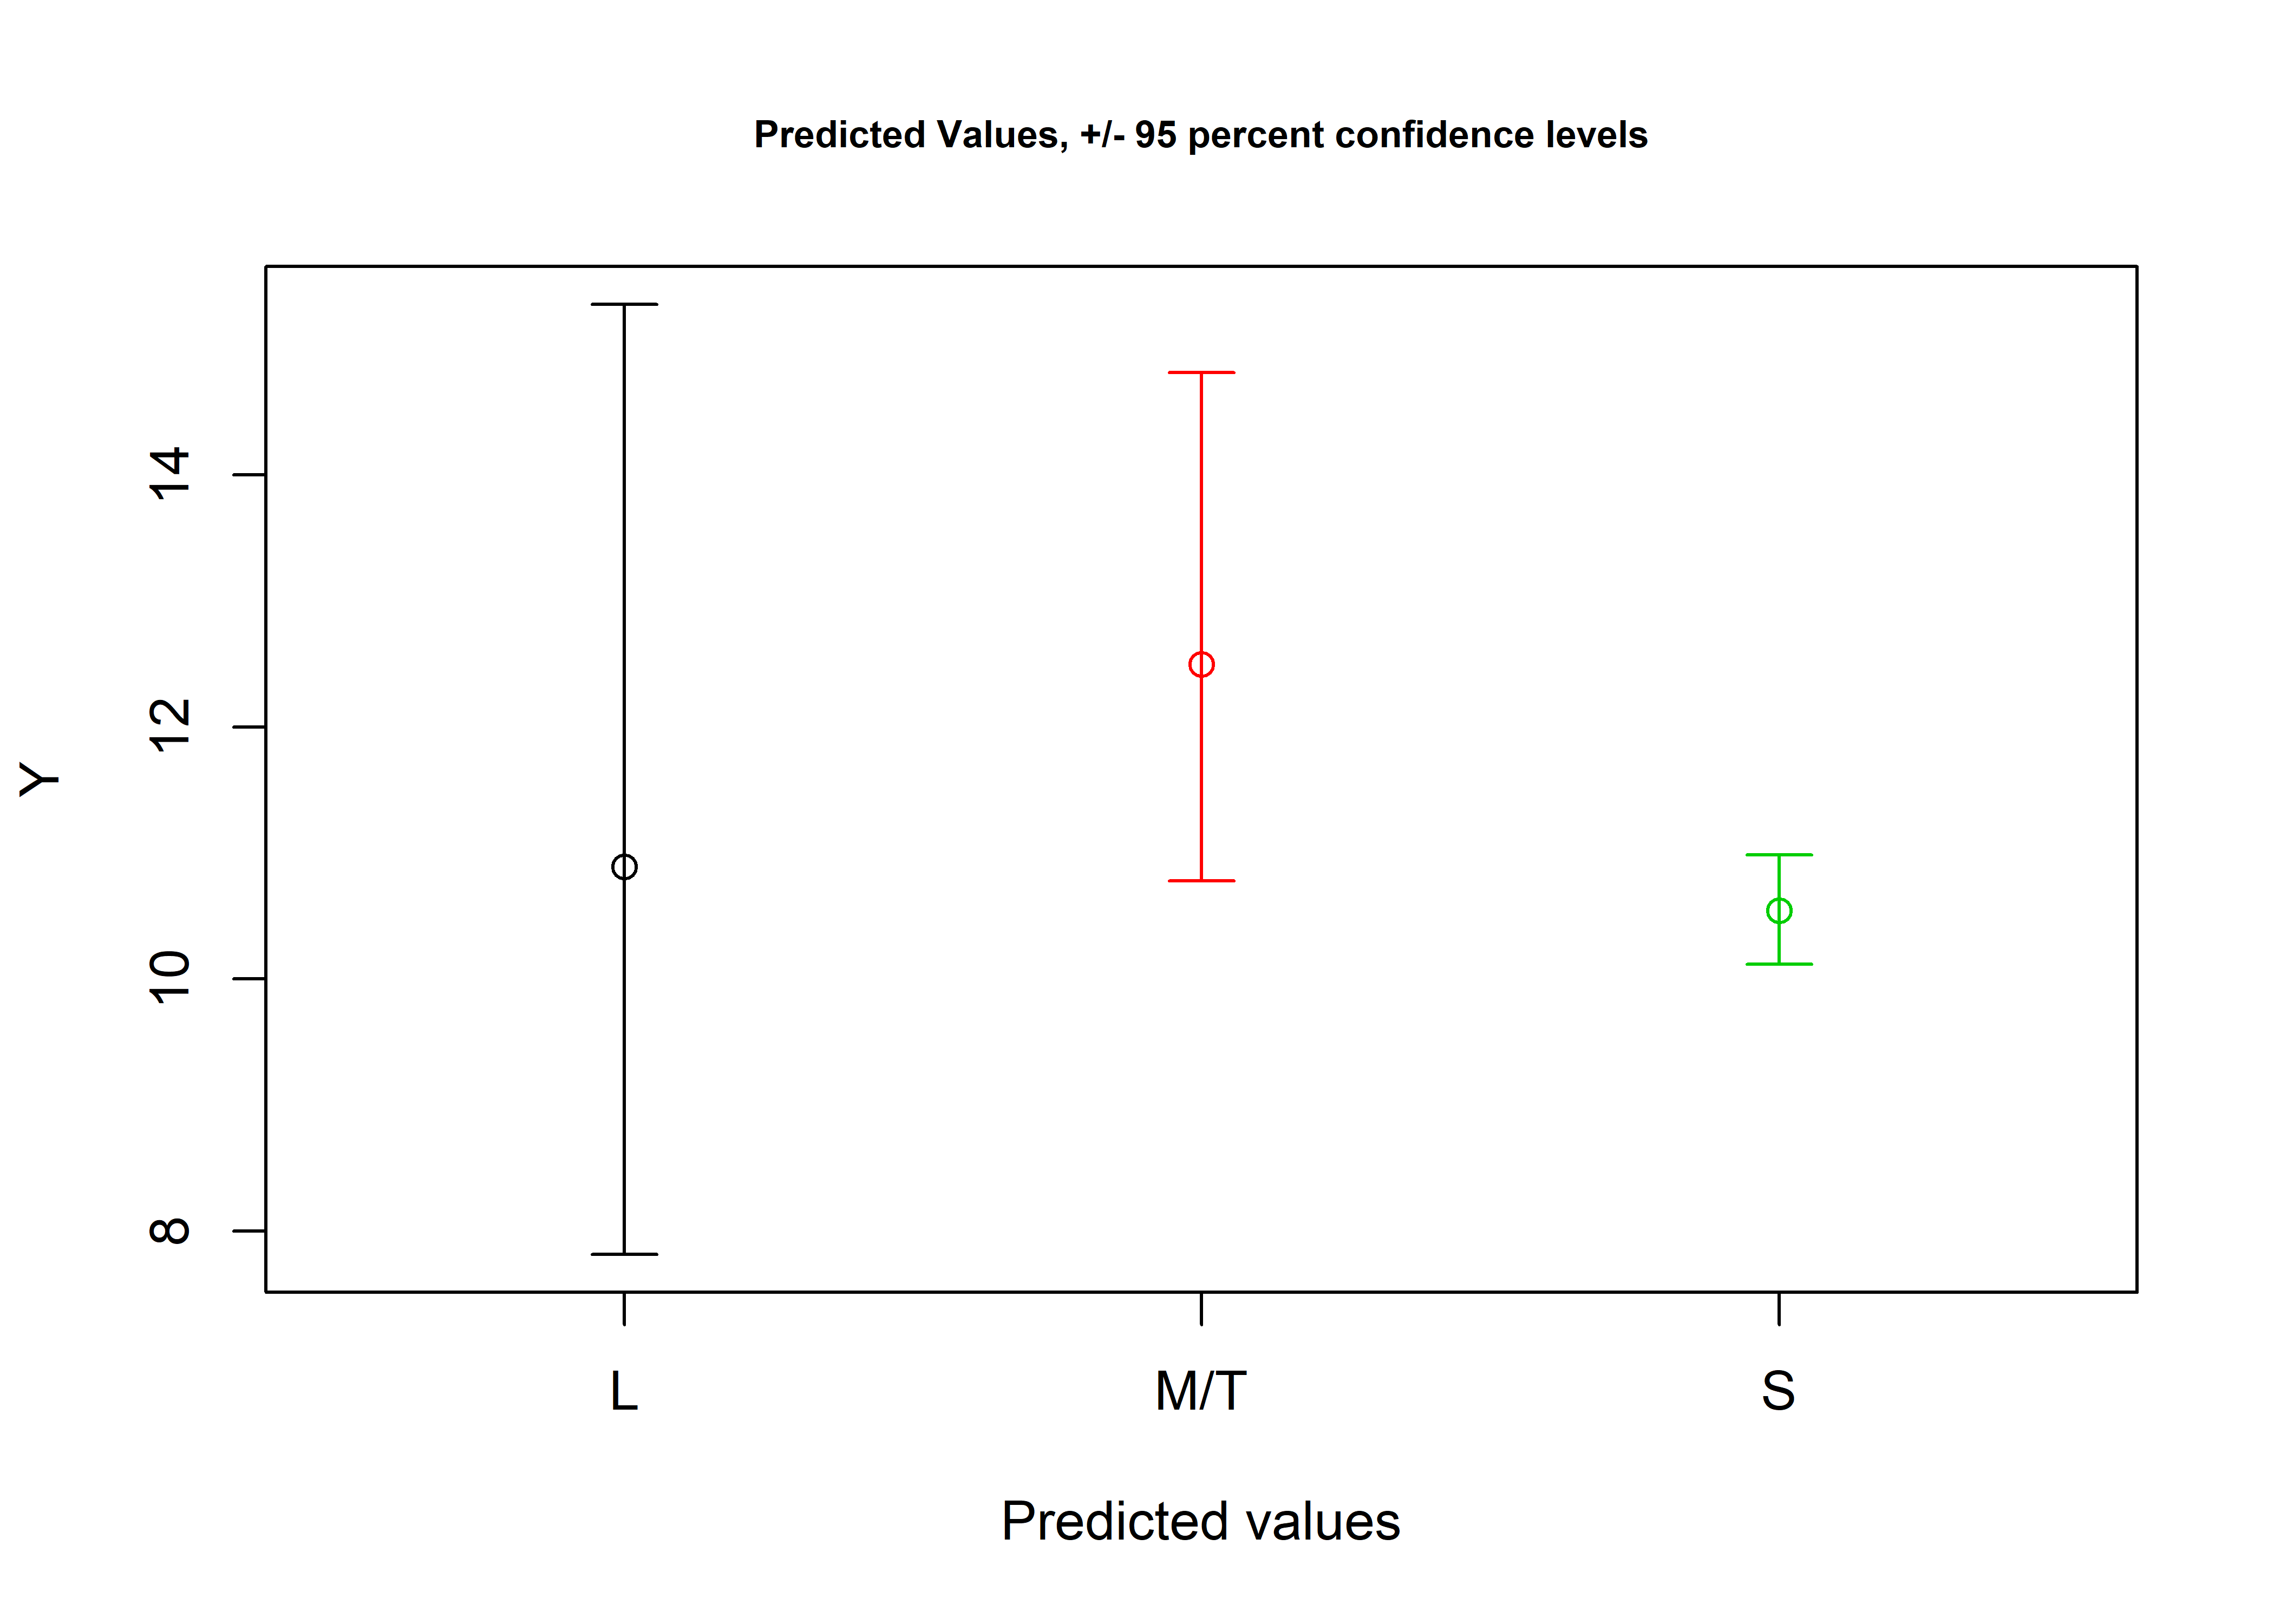 Predicted Values, +/- 95 percent confidence levels
Y
14
12
10
8
L M/T S
Predicted values